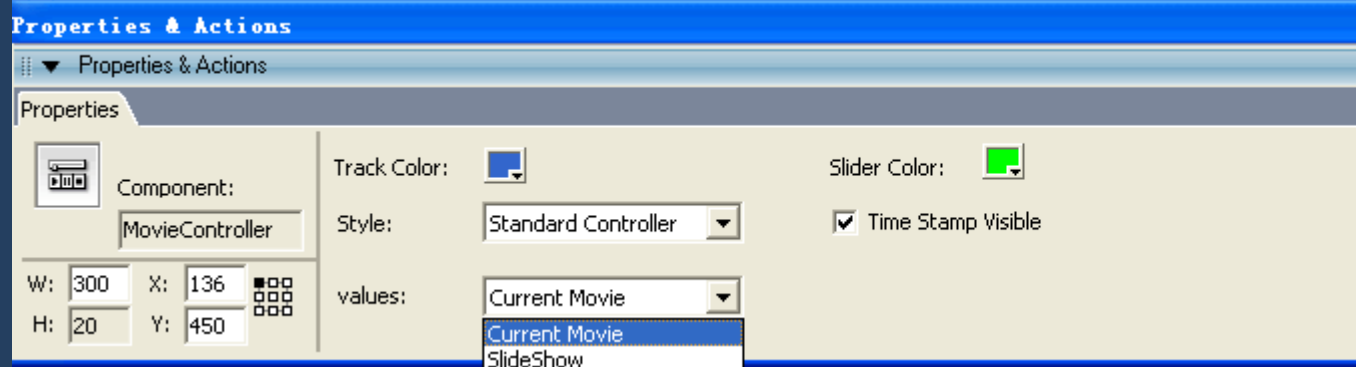 Properties & Actions
Properties & Actions
Properties
Component:
MovieController
W: 300 X: 136
H: 20 Y: 450
Track Color:
Slider Color:
Style: Standard Controller
Time Stamp Visible
values: Current Movie
Current Movie
SlideShow